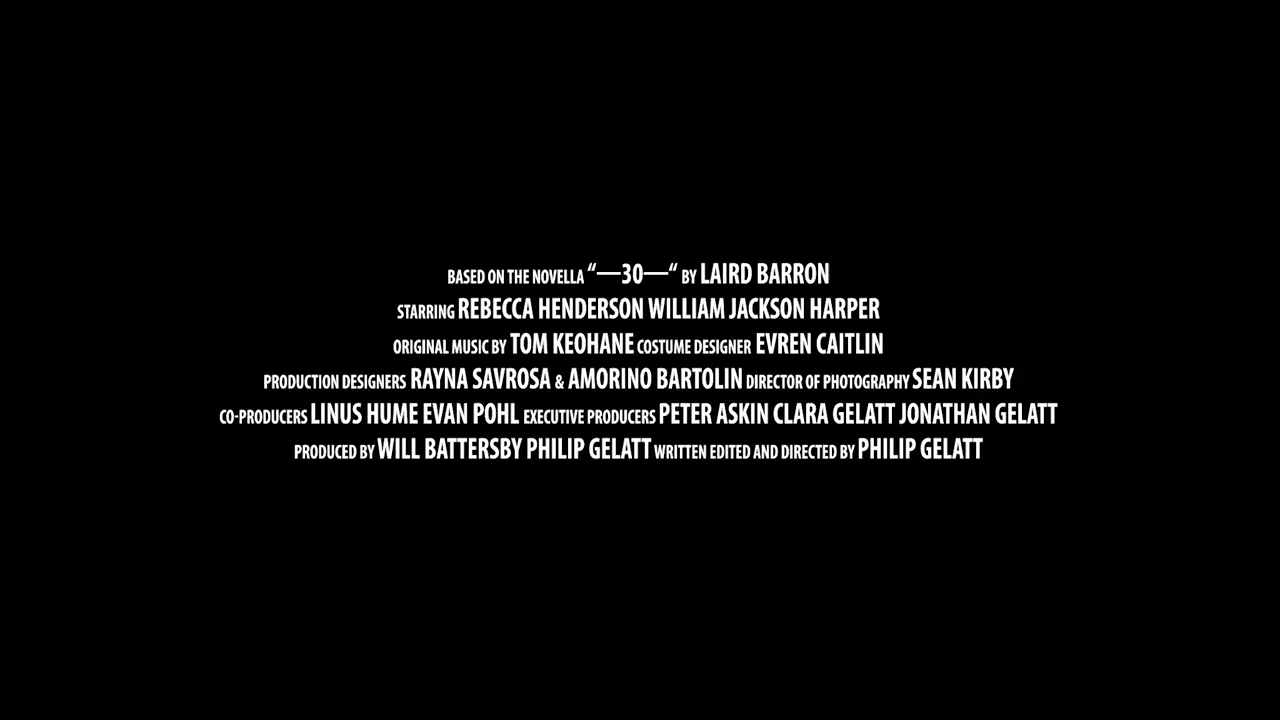 BASED ON THE NOVELLA “—30—“ BY LAIRD BARRON
STARRING REBECCA HENDERSON WILLIAM JACKSON HARPER
ORIGINAL MUSIC BY TOM KEOHANE COSTUME DESIGNER EVREN CAITLIN
PRODUCTION DESIGNERS RAYNA SAVROSA & AMORINO BARTOLIN DIRECTOR OF PHOTOGRAPHY SEAN KIRBY
CO-PRODUCERS LINUS HUME EVAN POHL EXECUTIVE PRODUCERS PETER ASKIN CLARA GELATT JONATHAN GELATT
PRODUCED BY WILL BATTERSBY PHILIP GELATT WRITTEN EDITED AND DIRECTED BY PHILIP GELATT